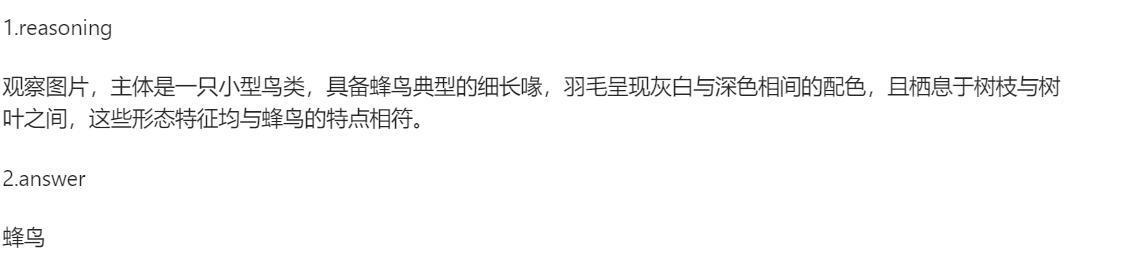 1.reasoning
观察图片，主体是一只小型鸟类，具备蜂鸟典型的细长喙，羽毛呈现灰白与深色相间的配色，且栖息于树枝与树
叶之间，这些形态特征均与蜂鸟的特点相符。
2.answer
蜂鸟